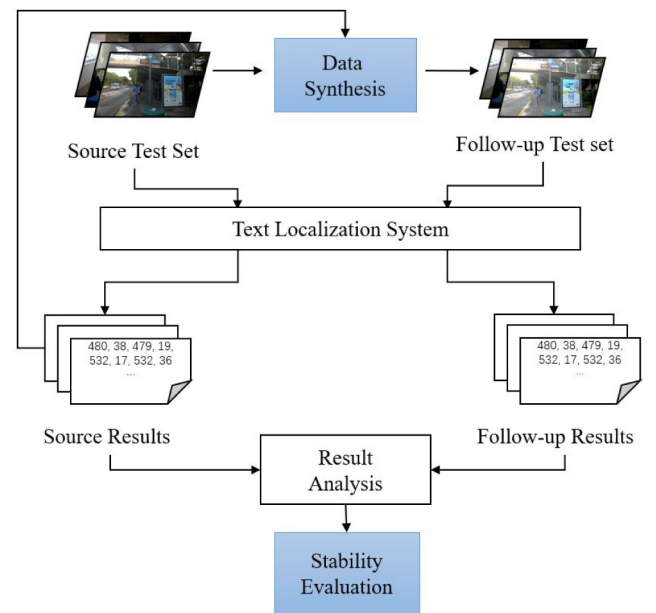 Data
Synthesis
Source Test Set
Follow-up Test set
Text Localization System
480, 38, 479, 19,
532, 17, 532, 36
...
480, 38, 479, 19,
532, 17, 532, 36
...
Source Results
Follow-up Results
Result
Analysis
Stability
Evaluation